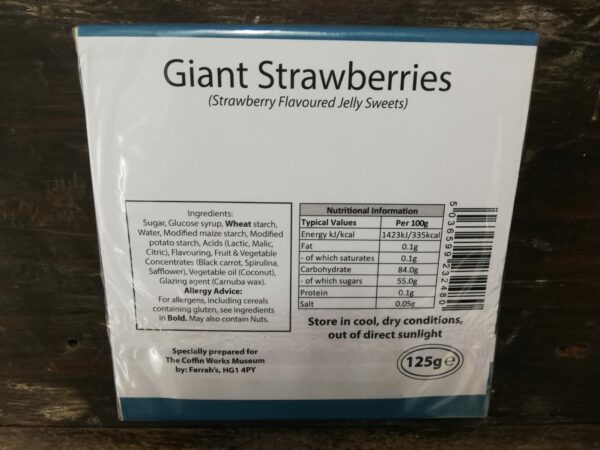 Giant Strawberries
(Strawberry Flavoured Jelly Sweets)
Ingredients:
Sugar, Glucose syrup, Wheat starch,
Water, Modified maize starch, Modified
potato starch, Acids (Lactic, Malic,
Citric), Flavouring, Fruit & Vegetable
Concentrates (Black carrot, Spirulina,
Safflower), Vegetable oil (Coconut),
Glazing agent (Carnuba wax).
Allergy Advice:
For allergens, including cereals
containing gluten, see ingredients
in Bold. May also contain Nuts.
Nutritional Information
Typical Values Per 100g
Energy kJ/kcal 1423kJ/335kcal
Fat 0.1g
- of which saturates 0.1g
Carbohydrate 84.0g
- of which sugars 55.0g
Protein 0.1g
Salt 0.05g
5 036599 232480
Store in cool, dry conditions,
out of direct sunlight
Specially prepared for
The Coffin Works Museum
by: Farrah's, HG1 4PY
125g e